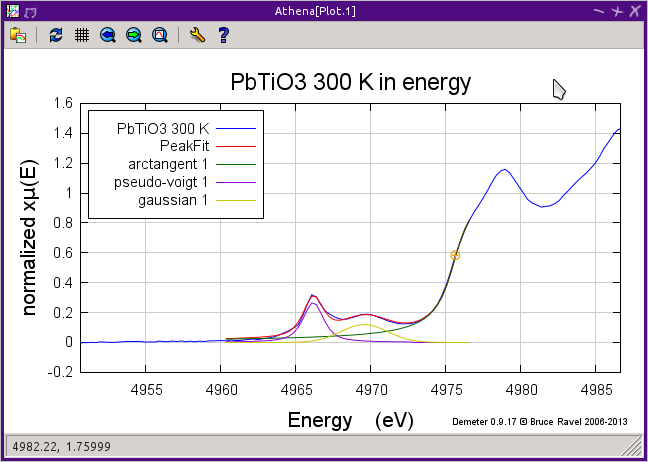 Athena[Plot.1]
?
PbTiO3 300 K in energy
normalized xμ(E)
1.6
1.4
1.2
1
0.8
0.6
0.4
0.2
0
-0.2
PbTiO3 300 K
PeakFit
arctangent 1
pseudo-voigt 1
gaussian 1
4955 4960 4965 4970 4975 4980 4985
Energy (eV)
Demeter 0.9.17 © Bruce Ravel 2006-2013
4982.22, 1.75999